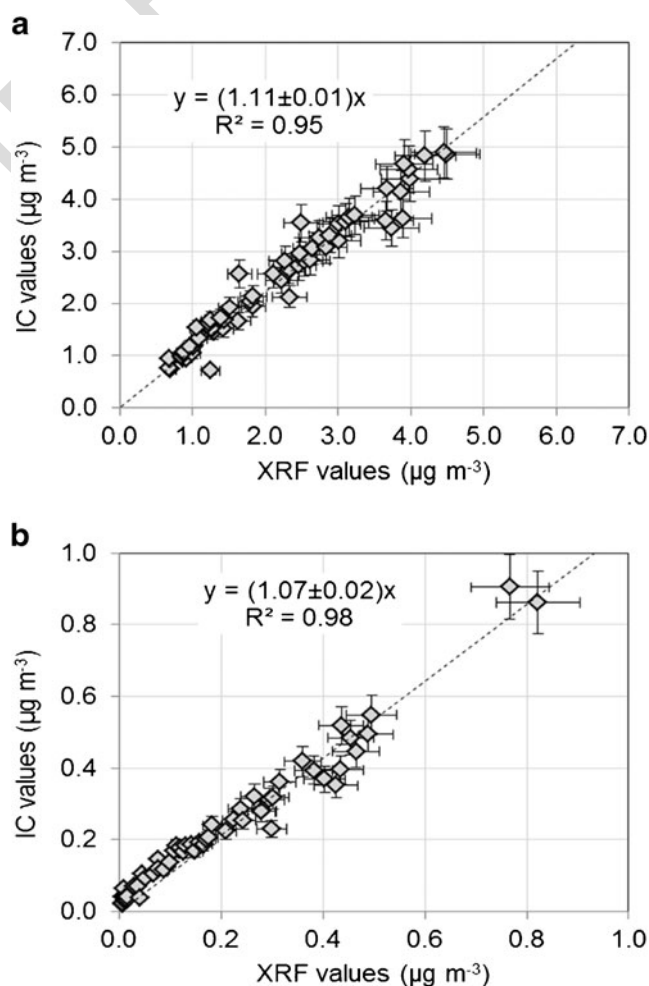 a
7.0
6.0
5.0
4.0
3.0
2.0
1.0
0.0
IC values (µg m⁻³)
y = (1.11±0.01)x
R² = 0.95
0.0 1.0 2.0 3.0 4.0 5.0 6.0 7.0
XRF values (µg m⁻³)
b
1.0
0.8
0.6
0.4
0.2
0.0
IC values (µg m⁻³)
y = (1.07±0.02)x
R² = 0.98
0.0 0.2 0.4 0.6 0.8 1.0
XRF values (µg m⁻³)